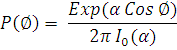 P(Ø) = Exp(α Cos Ø) / 2π I₀(α)